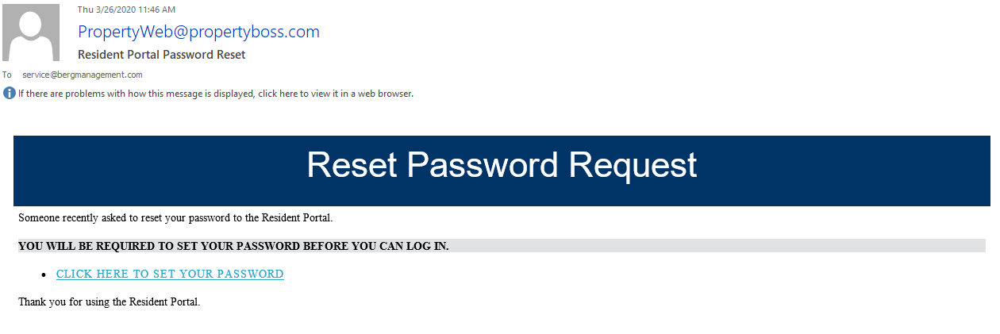 Thu 3/26/2020 11:46 AM
PropertyWeb@propertyboss.com
Resident Portal Password Reset
To service@bergmanagement.com
If there are problems with how this message is displayed, click here to view it in a web browser.
Reset Password Request
Someone recently asked to reset your password to the Resident Portal.
YOU WILL BE REQUIRED TO SET YOUR PASSWORD BEFORE YOU CAN LOG IN.
• CLICK HERE TO SET YOUR PASSWORD
Thank you for using the Resident Portal.